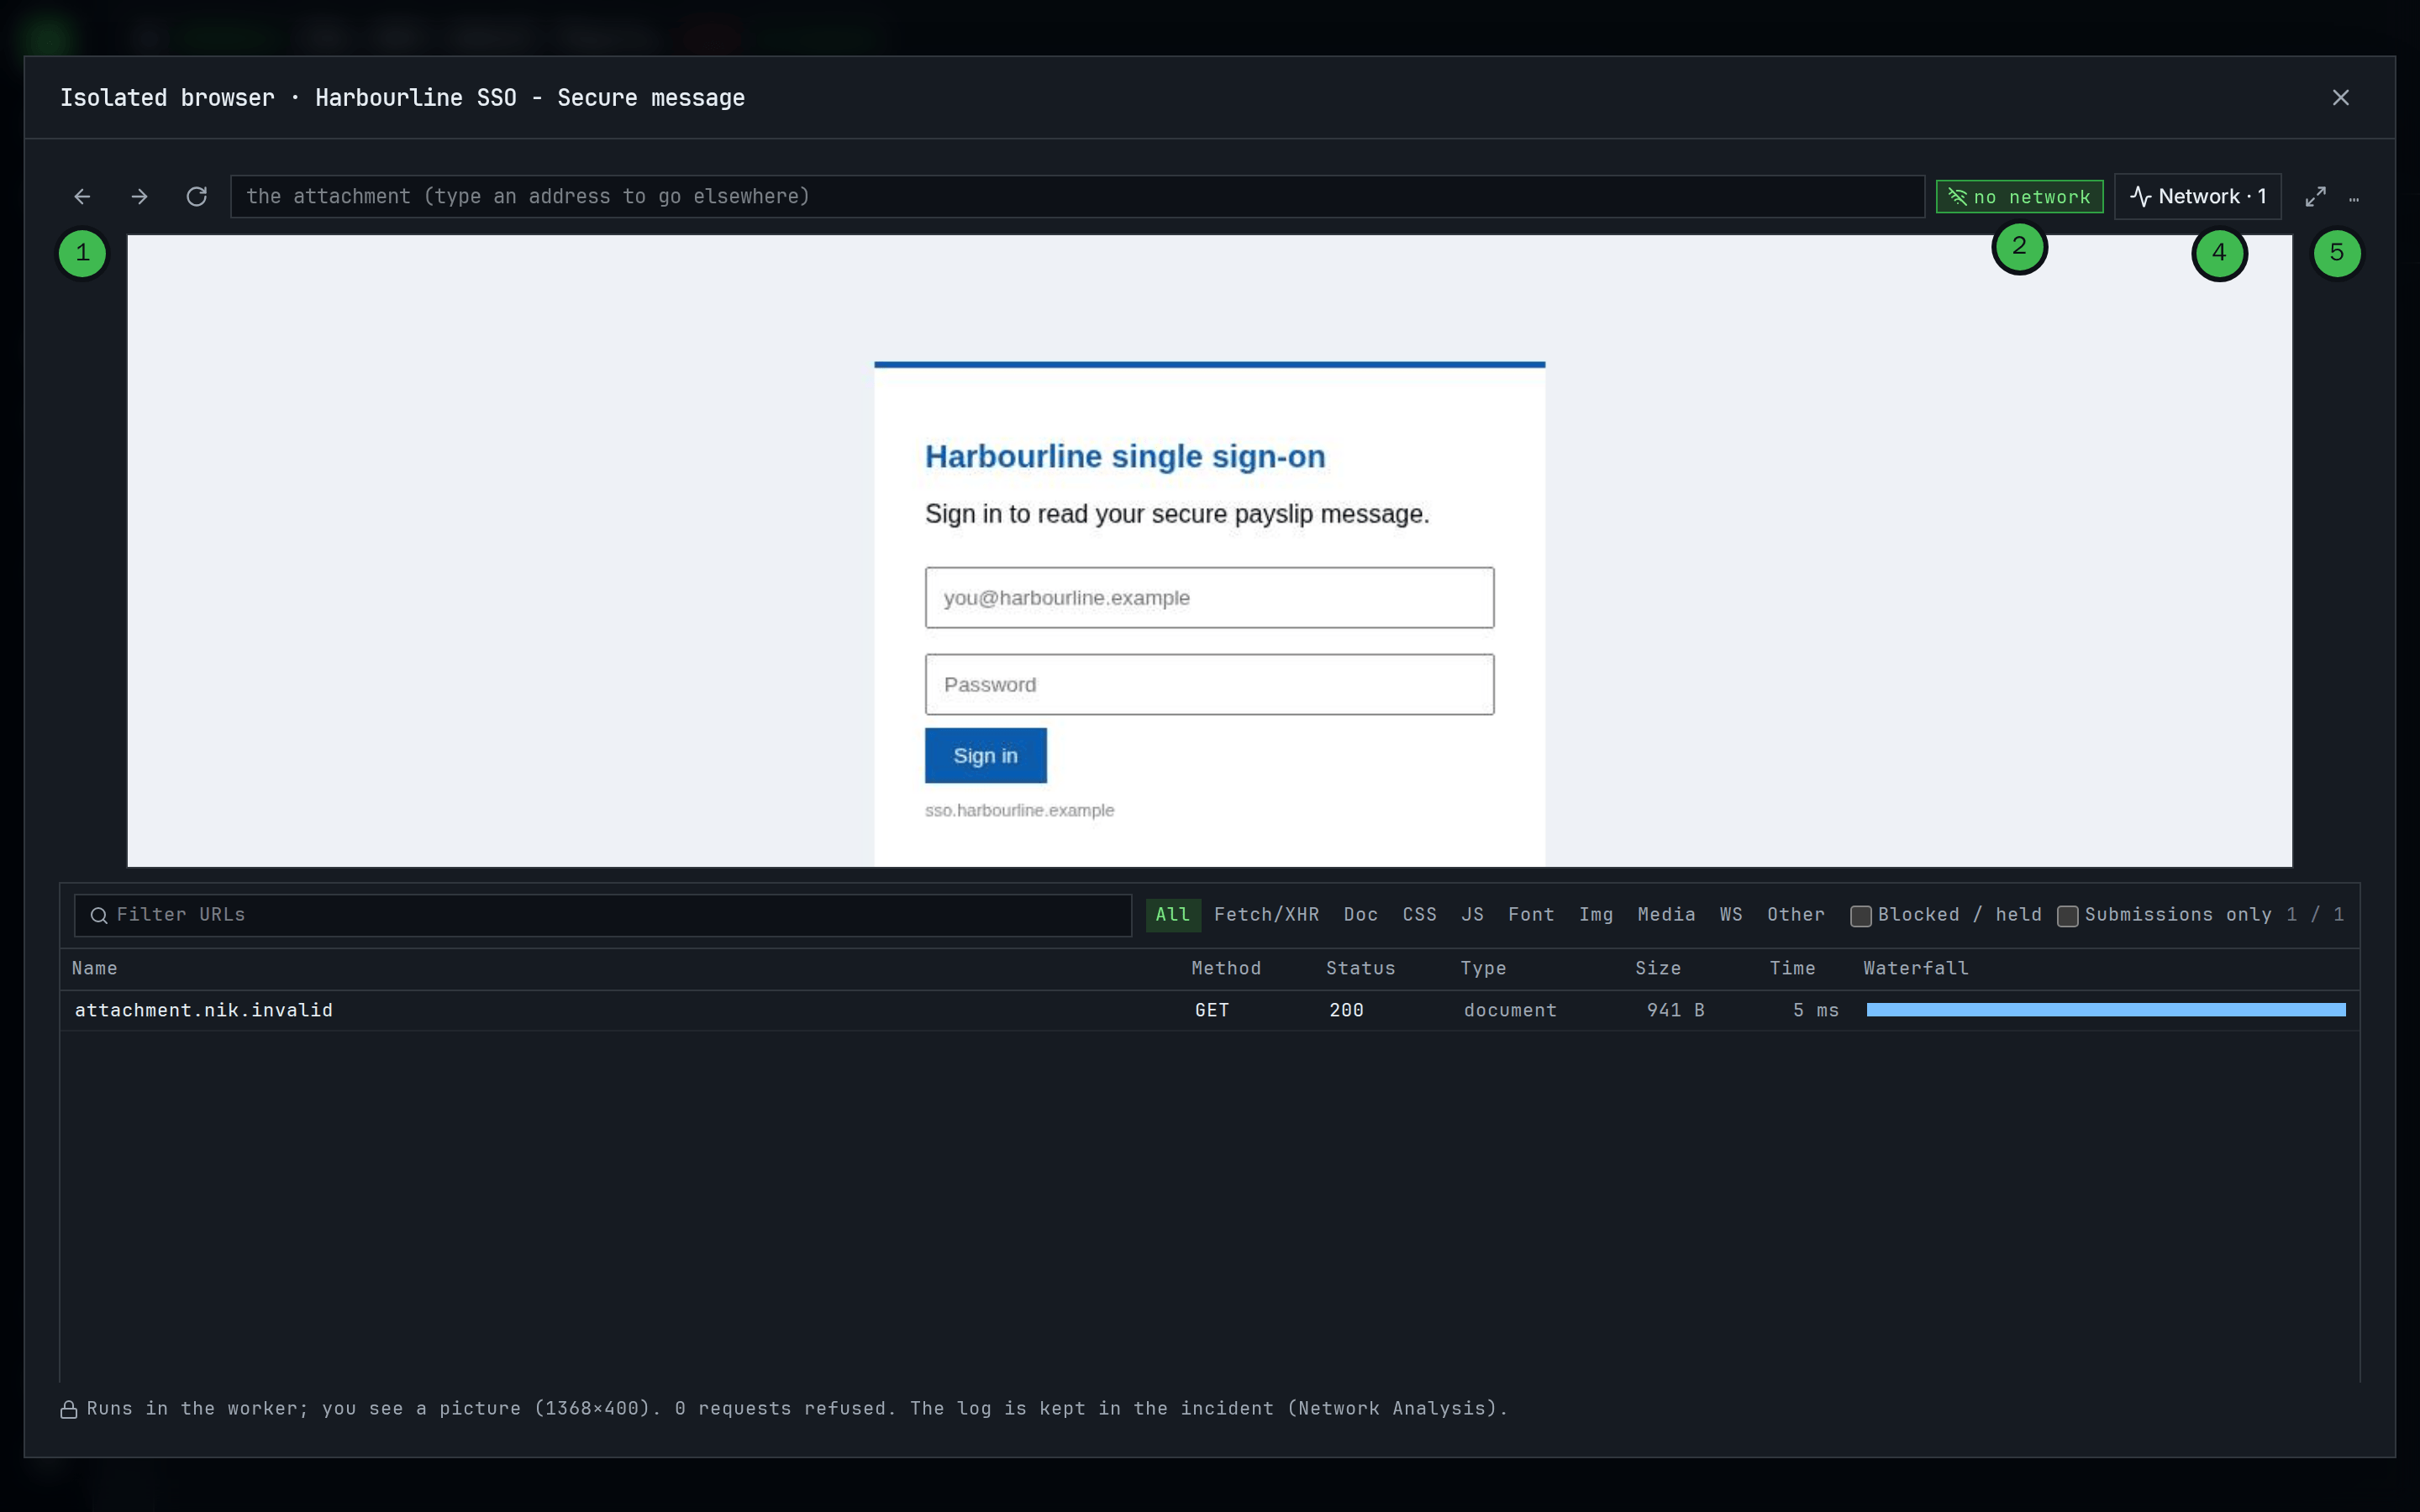 Isolated browser · Harbourline SSO - Secure message
the attachment (type an address to go elsewhere)
no network
Network · 1
…
1
2
4
5
Harbourline single sign-on
Sign in to read your secure payslip message.
you@harbourline.example
Password
Sign in
sso.harbourline.example
Filter URLs
All Fetch/XHR Doc CSS JS Font Img Media WS Other Blocked / held Submissions only 1 / 1
Name Method Status Type Size Time Waterfall
attachment.nik.invalid GET 200 document 941 B 5 ms
Runs in the worker; you see a picture (1368×400). 0 requests refused. The log is kept in the incident (Network Analysis).